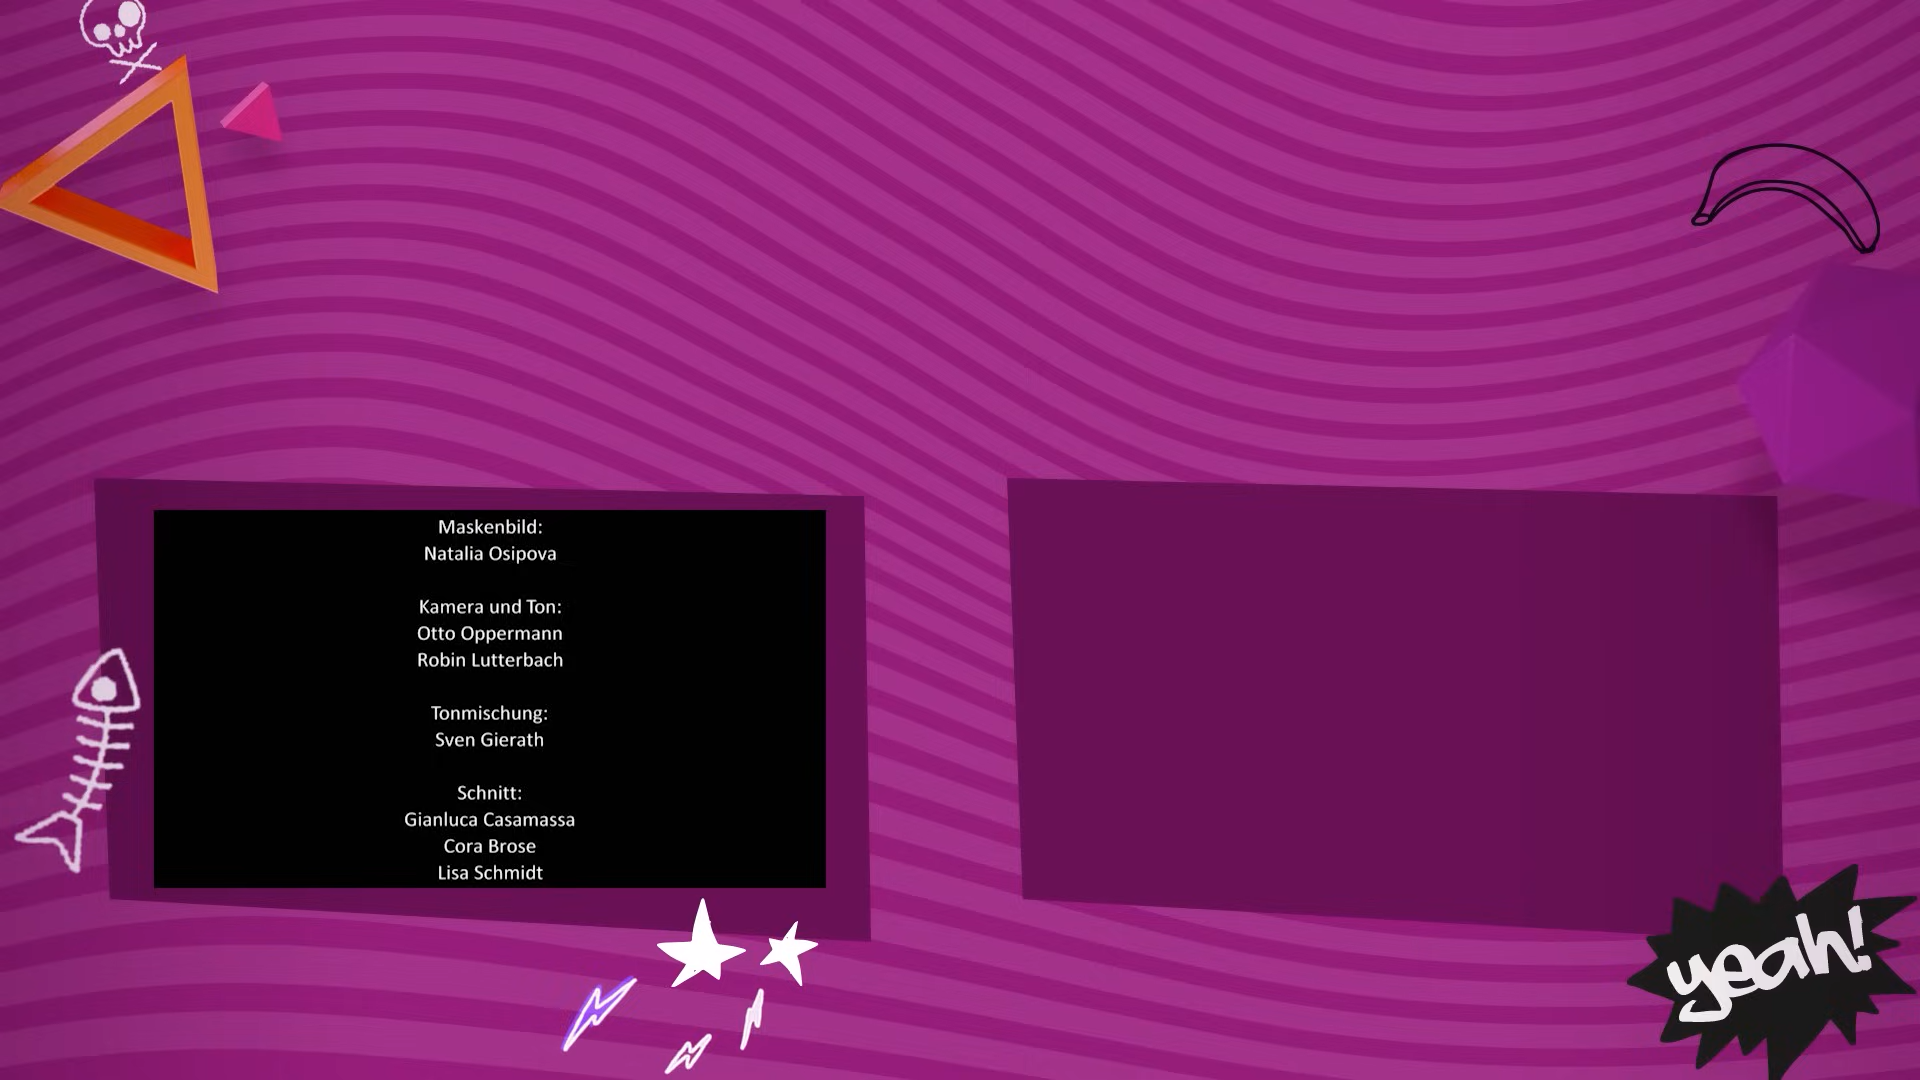 Maskenbild:
Natalia Osipova
Kamera und Ton:
Otto Oppermann
Robin Lutterbach
Tonmischung:
Sven Gierath
Schnitt:
Gianluca Casamassa
Cora Brose
Lisa Schmidt
yeah!